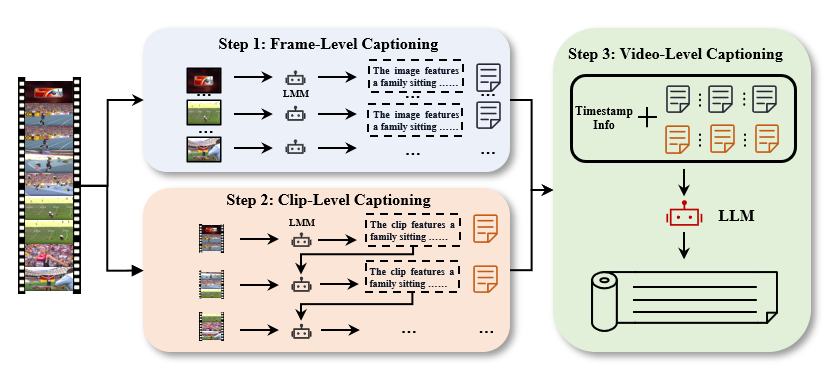 Step 1: Frame-Level Captioning
LMM
The image features
a family sitting ……
...
...
...
The image features
a family sitting ……
...
...
...
Step 2: Clip-Level Captioning
LMM
The clip features a
family sitting ……
The clip features a
family sitting ……
...
...
Step 3: Video-Level Captioning
Timestamp
Info
+
: :
: :
LLM